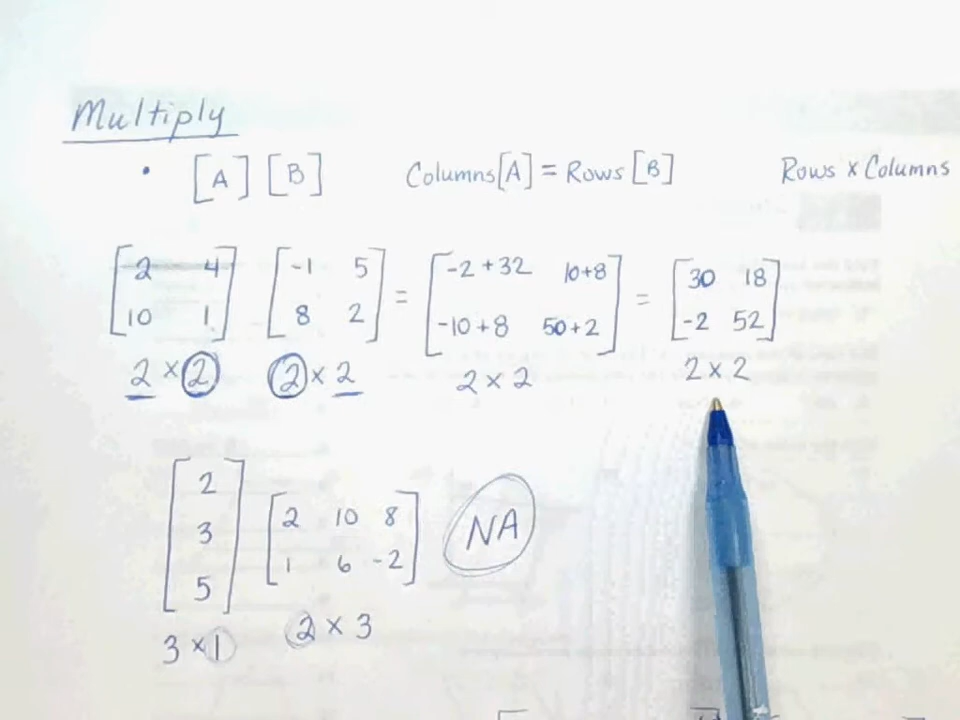 Multiply
• [A] [B] Columns[A] = Rows [B] Rows x Columns
[2 4 [-1 5 [-2 +32 10+8 [30 18
10 1] 8 2] = -10+8 50+2] = -2 52]
2 x 2 2 x 2 2 x 2 2 x 2
[2
3
5] [2 10 8
1 6 -2] NA
3 x 1 2 x 3